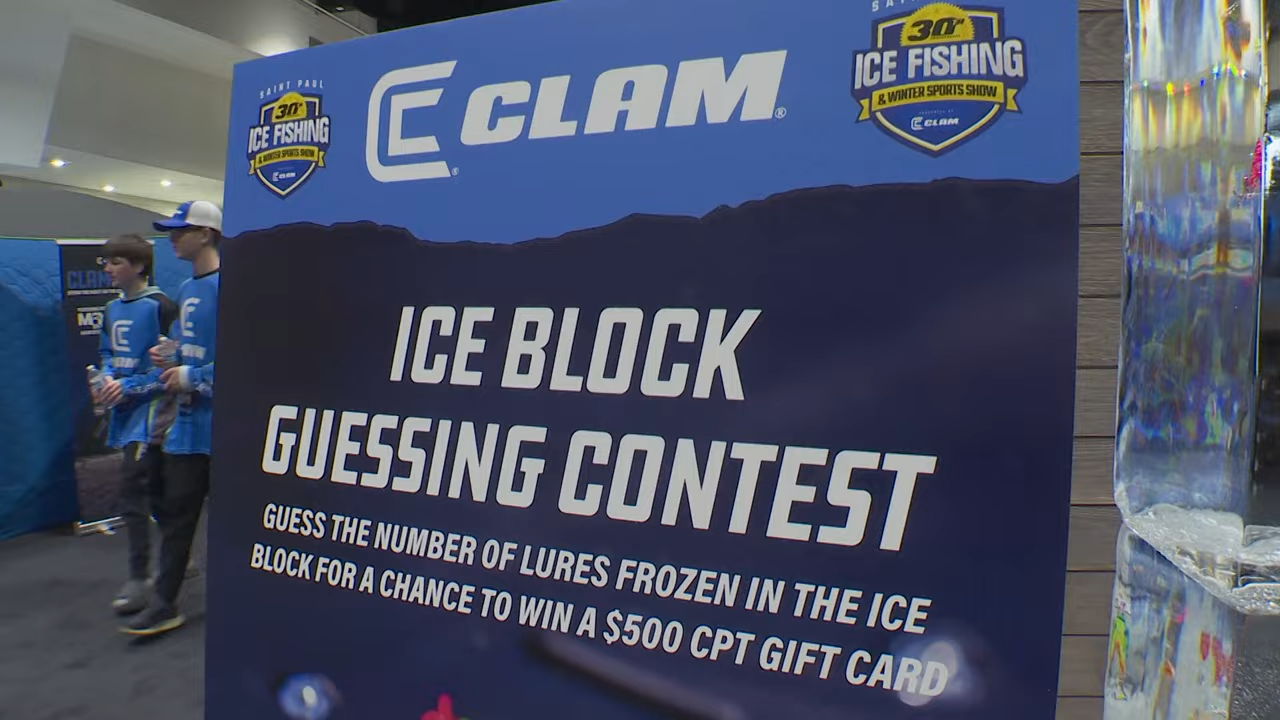 SAINT PAUL
30TH
ICE FISHING
& WINTER SPORTS SHOW
CLAM
CLAM®
30TH
ICE FISHING
& WINTER SPORTS SHOW
CLAM
ICE BLOCK
GUESSING CONTEST
GUESS THE NUMBER OF LURES FROZEN IN THE ICE
BLOCK FOR A CHANCE TO WIN A $500 CPT GIFT CARD
CLAM